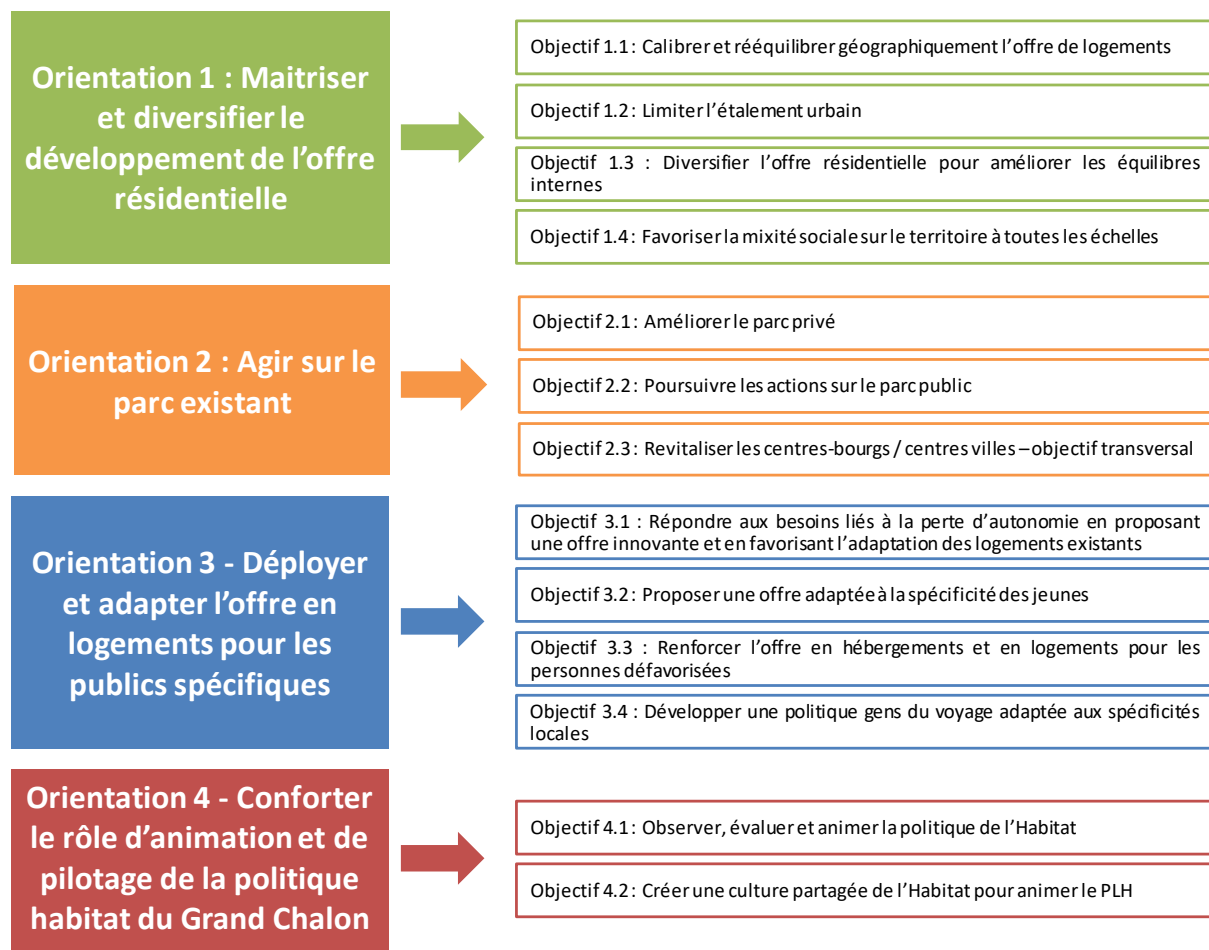 Orientation 1 : Maitriser
et diversifier le
développement de l’offre
résidentielle
Objectif 1.1 : Calibrer et rééquilibrer géographiquement l’offre de logements
Objectif 1.2 : Limiter l’étalement urbain
Objectif 1.3 : Diversifier l’offre résidentielle pour améliorer les équilibres
internes
Objectif 1.4 : Favoriser la mixité sociale sur le territoire à toutes les échelles
Orientation 2 : Agir sur le
parc existant
Objectif 2.1 : Améliorer le parc privé
Objectif 2.2 : Poursuivre les actions sur le parc public
Objectif 2.3 : Revitaliser les centres-bourgs / centres villes – objectif transversal
Orientation 3 - Déployer
et adapter l’offre en
logements pour les
publics spécifiques
Objectif 3.1 : Répondre aux besoins liés à la perte d’autonomie en proposant
une offre innovante et en favorisant l’adaptation des logements existants
Objectif 3.2 : Proposer une offre adaptée à la spécificité des jeunes
Objectif 3.3 : Renforcer l’offre en hébergements et en logements pour les
personnes défavorisées
Objectif 3.4 : Développer une politique gens du voyage adaptée aux spécificités
locales
Orientation 4 - Conforter
le rôle d’animation et de
pilotage de la politique
habitat du Grand Chalon
Objectif 4.1 : Observer, évaluer et animer la politique de l’Habitat
Objectif 4.2 : Créer une culture partagée de l’Habitat pour animer le PLH